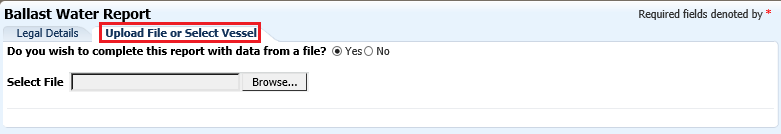 Ballast Water Report
Required fields denoted by *
Legal Details Upload File or Select Vessel
Do you wish to complete this report with data from a file? Yes No
Select File Browse...